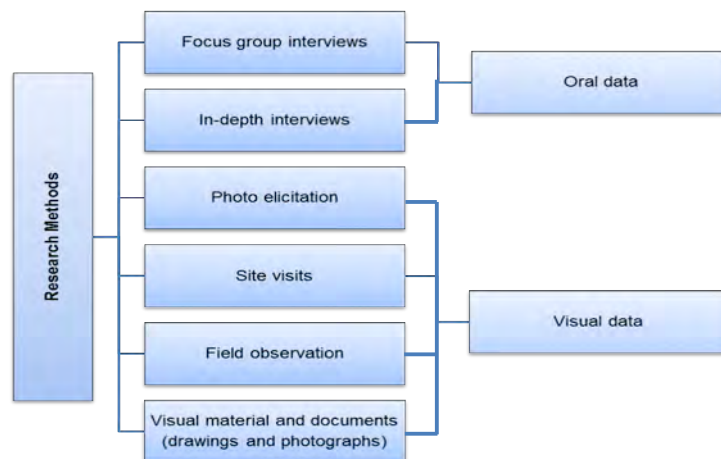 Research Methods
Focus group interviews
In-depth interviews
Photo elicitation
Site visits
Field observation
Visual material and documents
(drawings and photographs)
Oral data
Visual data